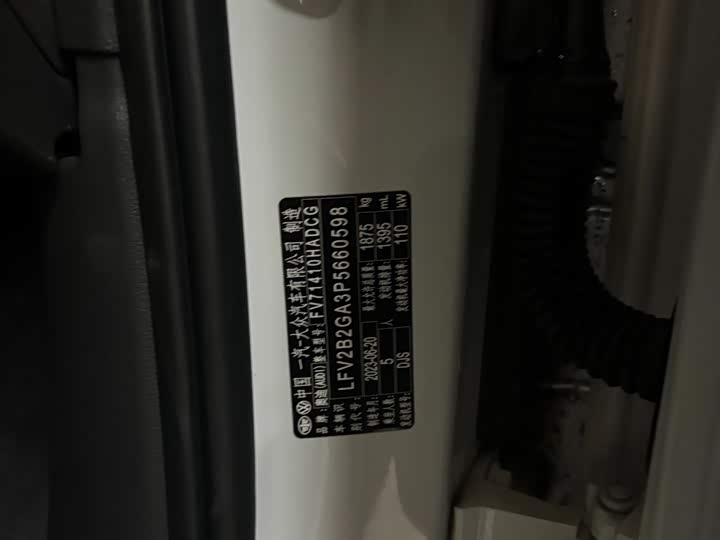 中国 一汽-大众汽车有限公司 制造
品牌：奥迪(AUDI) 整车型号：FV71410HADCG
车辆识别代号：LFV2B2GA3P5660598
制造年月：2023-06-20 最大允许总质量：1875 kg
乘坐人数：5 人 发动机排量：1395 mL
发动机型号：DJS 发动机最大净功率：110 kW